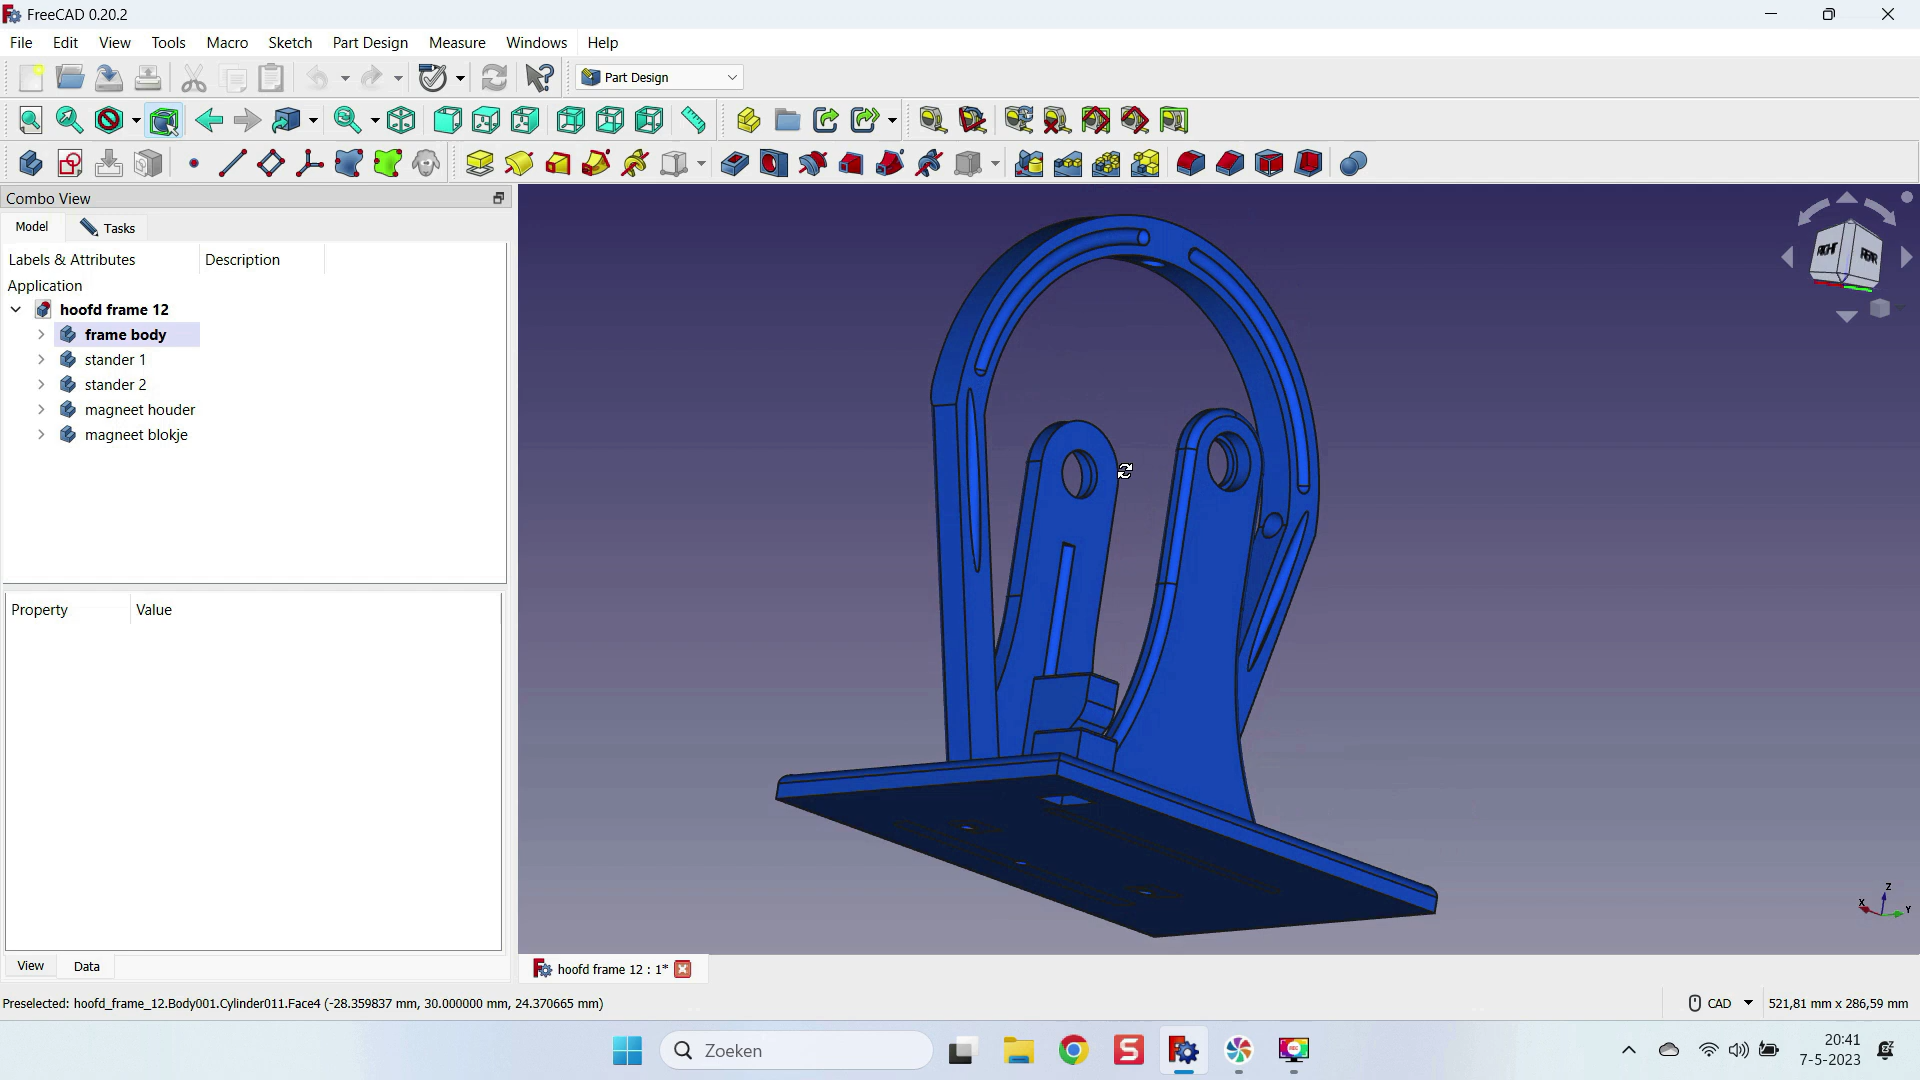 FreeCAD 0.20.2
File Edit View Tools Macro Sketch Part Design Measure Windows Help
Part Design
Combo View
Model Tasks
Labels & Attributes Description
Application
hoofd frame 12
frame body
stander 1
stander 2
magneet houder
magneet blokje
RIGHT REAR
Property Value
Z
X Y
View Data
hoofd frame 12 : 1*
Preselected: hoofd_frame_12.Body001.Cylinder011.Face4 (-28.359837 mm, 30.000000 mm, 24.370665 mm)
CAD 521,81 mm x 286,59 mm
Zoeken
20:41
7-5-2023